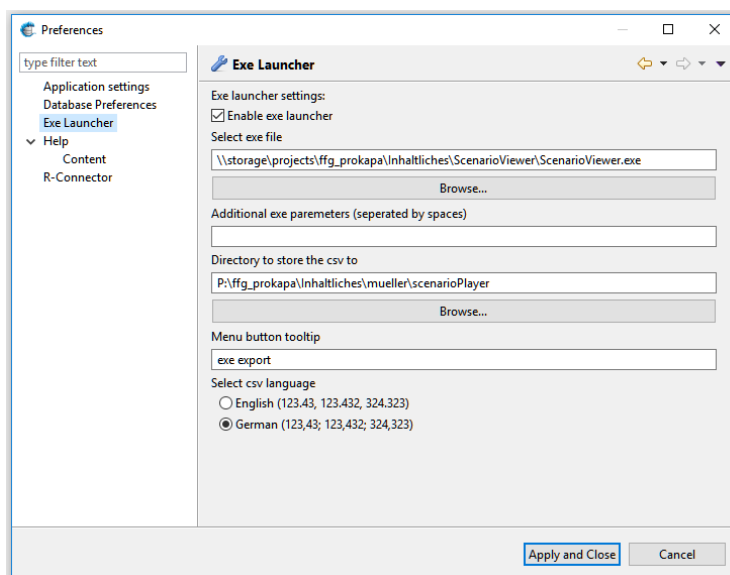 Preferences
type filter text
Application settings
Database Preferences
Exe Launcher
Help
Content
R-Connector
Exe Launcher
Exe launcher settings:
Enable exe launcher
Select exe file
\\storage\projects\ffg_prokapa\Inhaltliches\ScenarioViewer\ScenarioViewer.exe
Browse...
Additional exe paremeters (seperated by spaces)
Directory to store the csv to
P:\ffg_prokapa\Inhaltliches\mueller\scenarioPlayer
Browse...
Menu button tooltip
exe export
Select csv language
English (123.43, 123.432, 324.323)
German (123,43; 123,432; 324,323)
Apply and Close
Cancel